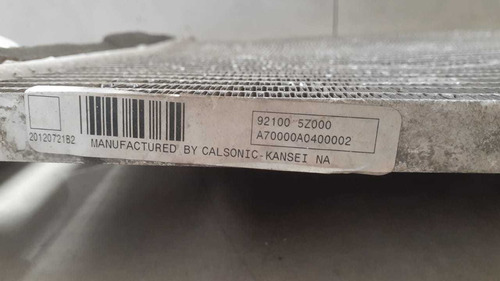 92100 5Z000
A70000A0400002
2012072182
MANUFACTURED BY CALSONIC-KANSEI NA